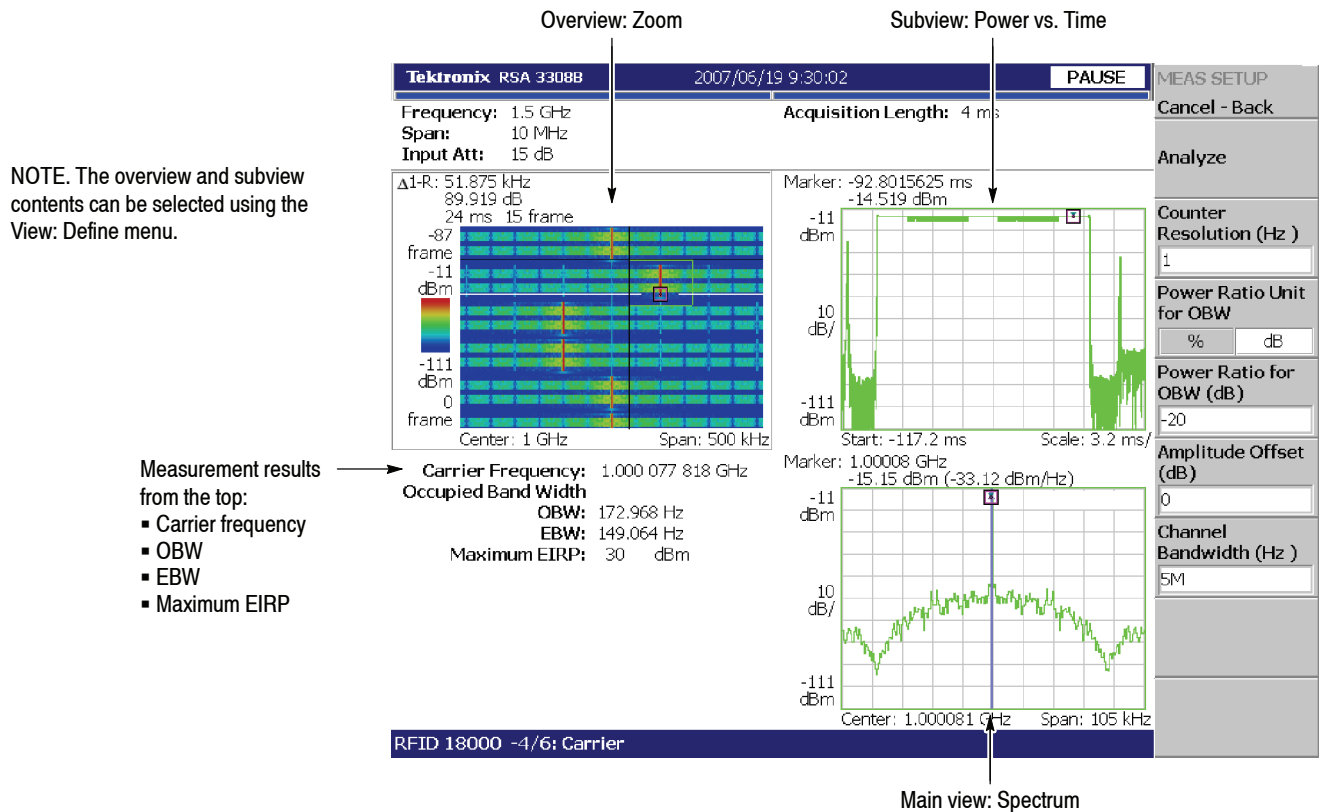 Overview: Zoom
Subview: Power vs. Time
NOTE. The overview and subview
contents can be selected using the
View: Define menu.
Tektronix RSA 3308B
2007/06/19 9:30:02
PAUSE
Frequency: 1.5 GHz
Span: 10 MHz
Input Att: 15 dB
Acquisition Length: 4 ms
Δ1-R: 51.875 kHz
89.919 dB
24 ms 15 frame
-87
frame
-11
dBm
-111
dBm
0
frame
Center: 1 GHz
Span: 500 kHz
Marker: -92.8015625 ms
-14.519 dBm
-11
dBm
10
dB/
-111
dBm
Start: -117.2 ms
Scale: 3.2 ms/
Measurement results
from the top:
▪ Carrier frequency
▪ OBW
▪ EBW
▪ Maximum EIRP
Carrier Frequency: 1.000 077 818 GHz
Occupied Band Width
OBW: 172.968 Hz
EBW: 149.064 Hz
Maximum EIRP: 30 dBm
Marker: 1.00008 GHz
-15.15 dBm (-33.12 dBm/Hz)
-11
dBm
10
dB/
-111
dBm
Center: 1.000081 GHz
Span: 105 kHz
RFID 18000 -4/6: Carrier
Main view: Spectrum
MEAS SETUP
Cancel - Back
Analyze
Counter
Resolution (Hz )
1
Power Ratio Unit
for OBW
% dB
Power Ratio for
OBW (dB)
-20
Amplitude Offset
(dB)
0
Channel
Bandwidth (Hz )
5M